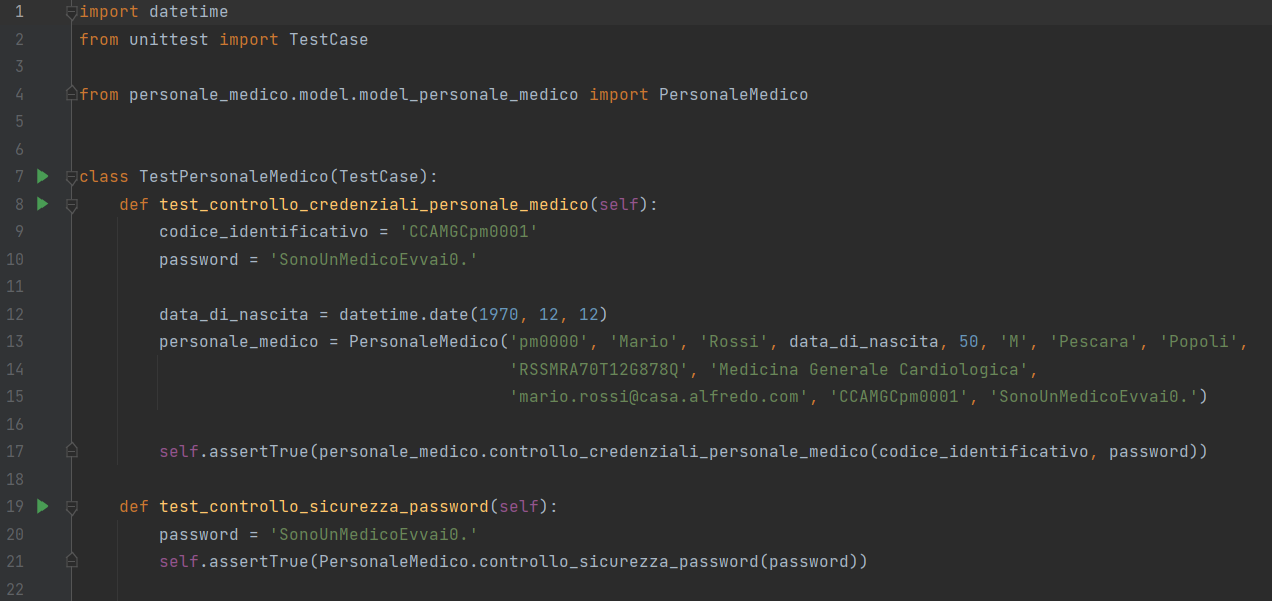 1 import datetime
2 from unittest import TestCase
3
4 from personale_medico.model.model_personale_medico import PersonaleMedico
5
6
7 class TestPersonaleMedico(TestCase):
8     def test_controllo_credenziali_personale_medico(self):
9         codice_identificativo = 'CCAMGCpm0001'
10         password = 'SonoUnMedicoEvvai0.'
11
12         data_di_nascita = datetime.date(1970, 12, 12)
13         personale_medico = PersonaleMedico('pm0000', 'Mario', 'Rossi', data_di_nascita, 50, 'M', 'Pescara', 'Popoli',
14                                            'RSSMRA70T12G878Q', 'Medicina Generale Cardiologica',
15                                            'mario.rossi@casa.alfredo.com', 'CCAMGCpm0001', 'SonoUnMedicoEvvai0.')
16
17         self.assertTrue(personale_medico.controllo_credenziali_personale_medico(codice_identificativo, password))
18
19     def test_controllo_sicurezza_password(self):
20         password = 'SonoUnMedicoEvvai0.'
21         self.assertTrue(PersonaleMedico.controllo_sicurezza_password(password))
22